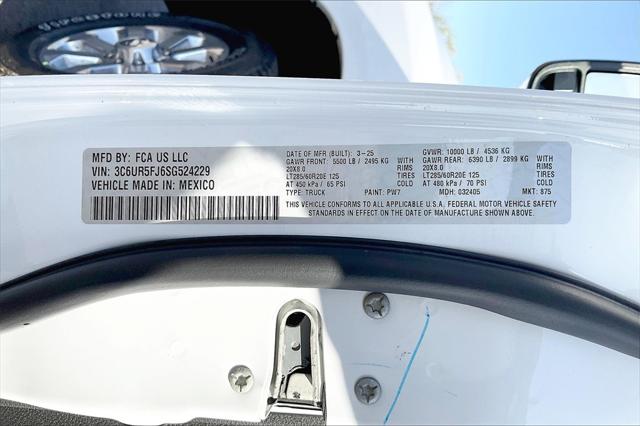 MFD BY: FCA US LLC
VIN: 3C6UR5FJ6SG524229
VEHICLE MADE IN: MEXICO
DATE OF MFR (BUILT): 3-25
GAWR FRONT: 5500 LB / 2495 KG WITH
20X8.0 RIMS
LT285/60R20E 125 WITH
AT 450 kPa / 65 PSI TIRES
TYPE: TRUCK PAINT: PW7
GVWR: 10000 LB / 4536 KG
GAWR REAR: 6390 LB / 2899 KG WITH
20X8.0 RIMS
LT285/60R20E 125 WITH
AT 480 kPa / 70 PSI TIRES
MDH: 032405 MKT: 875
THIS VEHICLE CONFORMS TO ALL APPLICABLE U.S.A. FEDERAL MOTOR VEHICLE SAFETY
STANDARDS IN EFFECT ON THE DATE OF MANUFACTURE SHOWN ABOVE.